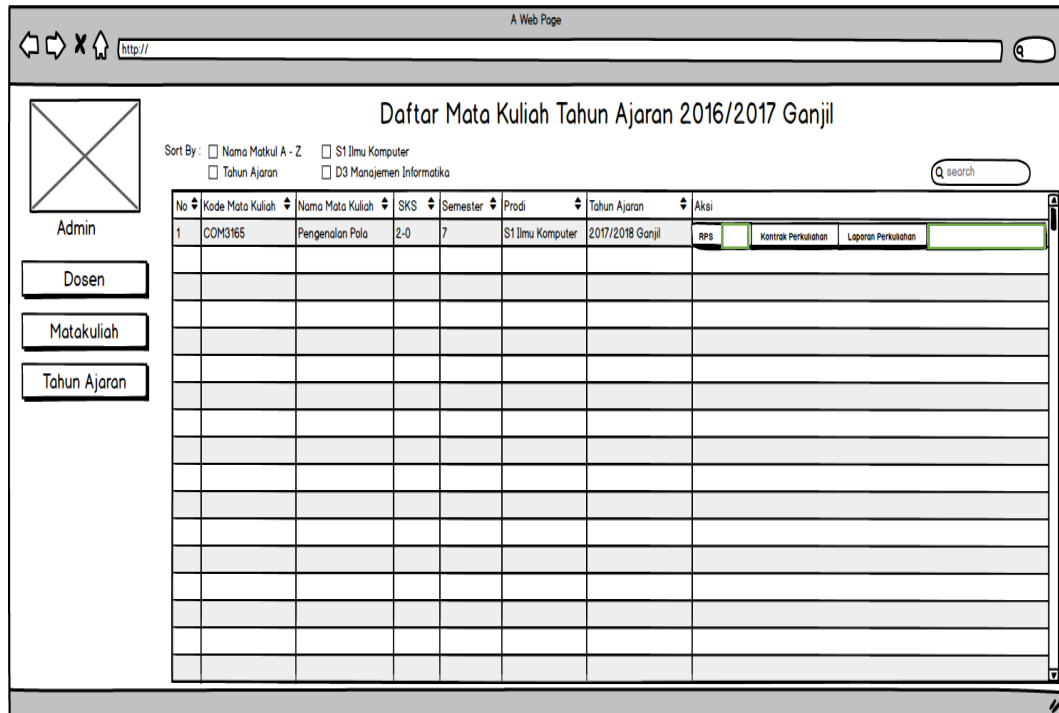 A Web Page
http://
Daftar Mata Kuliah Tahun Ajaran 2016/2017 Ganjil
Sort By : Nama Matkul A - Z S1 Ilmu Komputer
Tahun Ajaran D3 Manajemen Informatika
search
Admin
Dosen
Matakuliah
Tahun Ajaran
No Kode Mata Kuliah Nama Mata Kuliah SKS Semester Prodi Tahun Ajaran Aksi
1 COM3165 Pengenalan Pola 2-0 7 S1 Ilmu Komputer 2017/2018 Ganjil RPS Kontrak Perkuliahan Laporan Perkuliahan